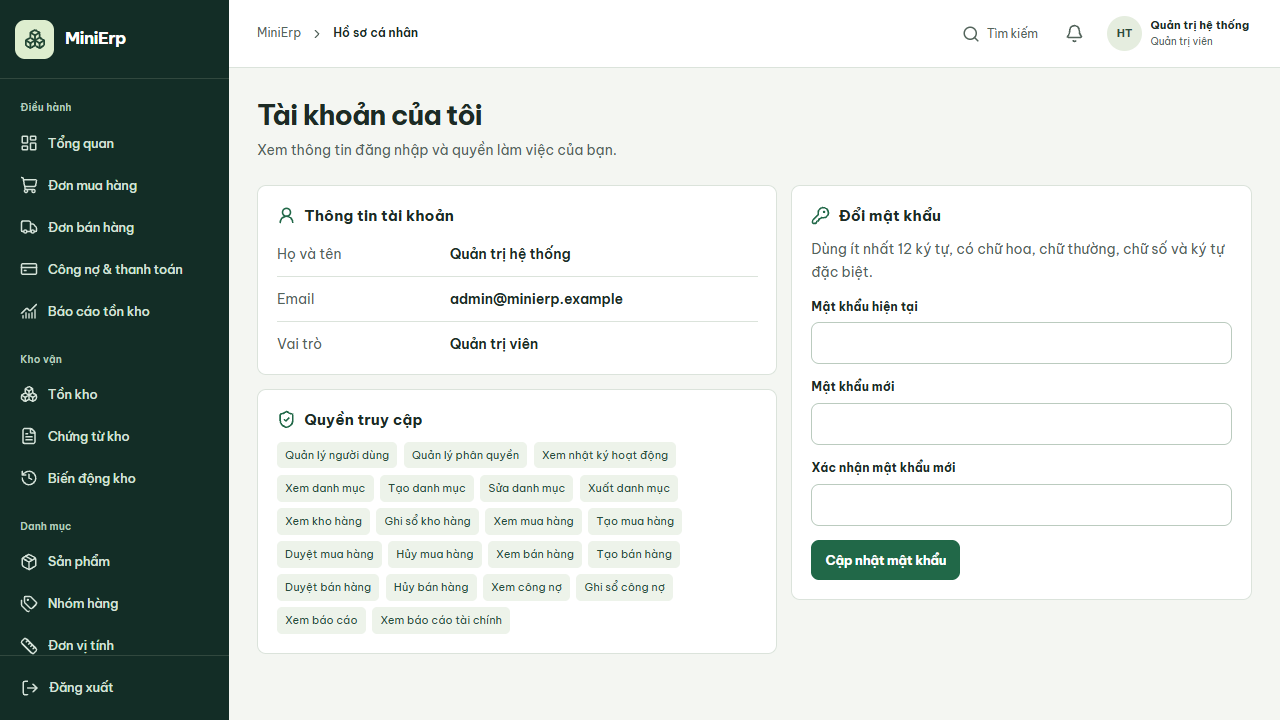 MiniErp
Điều hành
Tổng quan
Đơn mua hàng
Đơn bán hàng
Công nợ & thanh toán
Báo cáo tồn kho
Kho vận
Tồn kho
Chứng từ kho
Biến động kho
Danh mục
Sản phẩm
Nhóm hàng
Đơn vị tính
Đăng xuất
MiniErp > Hồ sơ cá nhân
Tìm kiếm
HT
Quản trị hệ thống
Quản trị viên
Tài khoản của tôi
Xem thông tin đăng nhập và quyền làm việc của bạn.
Thông tin tài khoản
Họ và tên Quản trị hệ thống
Email admin@minierp.example
Vai trò Quản trị viên
Quyền truy cập
Quản lý người dùng Quản lý phân quyền Xem nhật ký hoạt động
Xem danh mục Tạo danh mục Sửa danh mục Xuất danh mục
Xem kho hàng Ghi sổ kho hàng Xem mua hàng Tạo mua hàng
Duyệt mua hàng Hủy mua hàng Xem bán hàng Tạo bán hàng
Duyệt bán hàng Hủy bán hàng Xem công nợ Ghi sổ công nợ
Xem báo cáo Xem báo cáo tài chính
Đổi mật khẩu
Dùng ít nhất 12 ký tự, có chữ hoa, chữ thường, chữ số và ký tự
đặc biệt.
Mật khẩu hiện tại
Mật khẩu mới
Xác nhận mật khẩu mới
Cập nhật mật khẩu